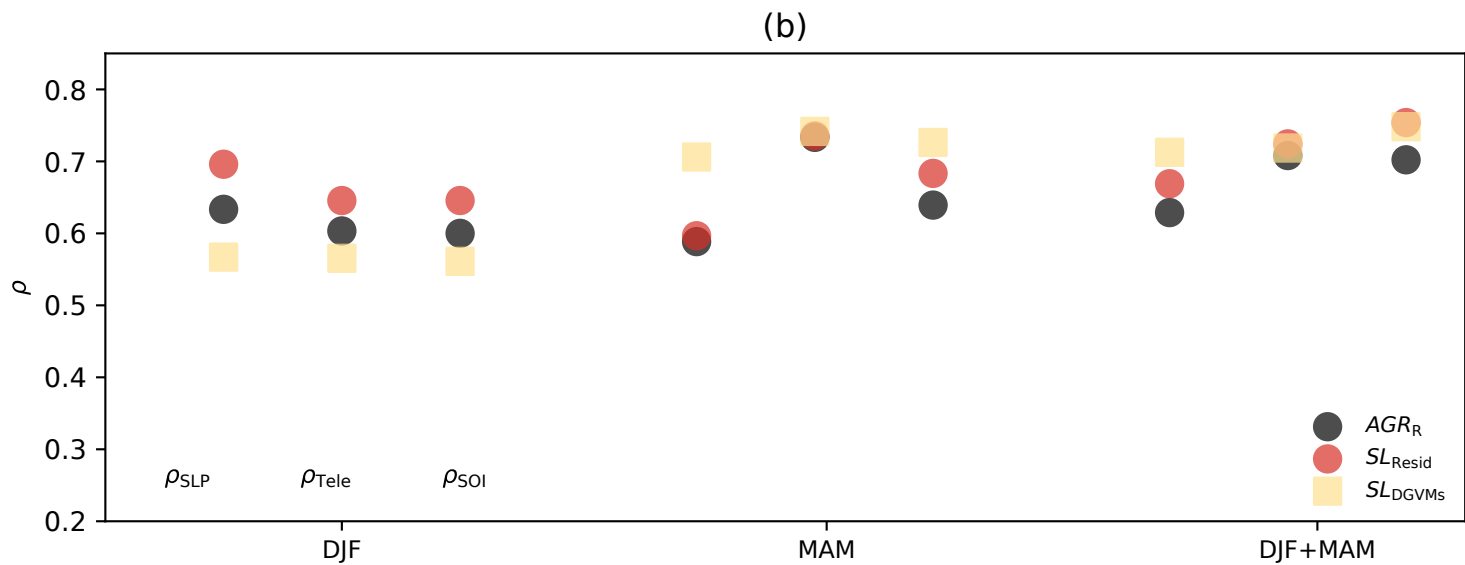 (b)
ρ
0.8
0.7
0.6
0.5
0.4
0.3
0.2
ρSLP ρTele ρSOI
AGRR
SLResid
SLDGVMs
DJF MAM DJF+MAM